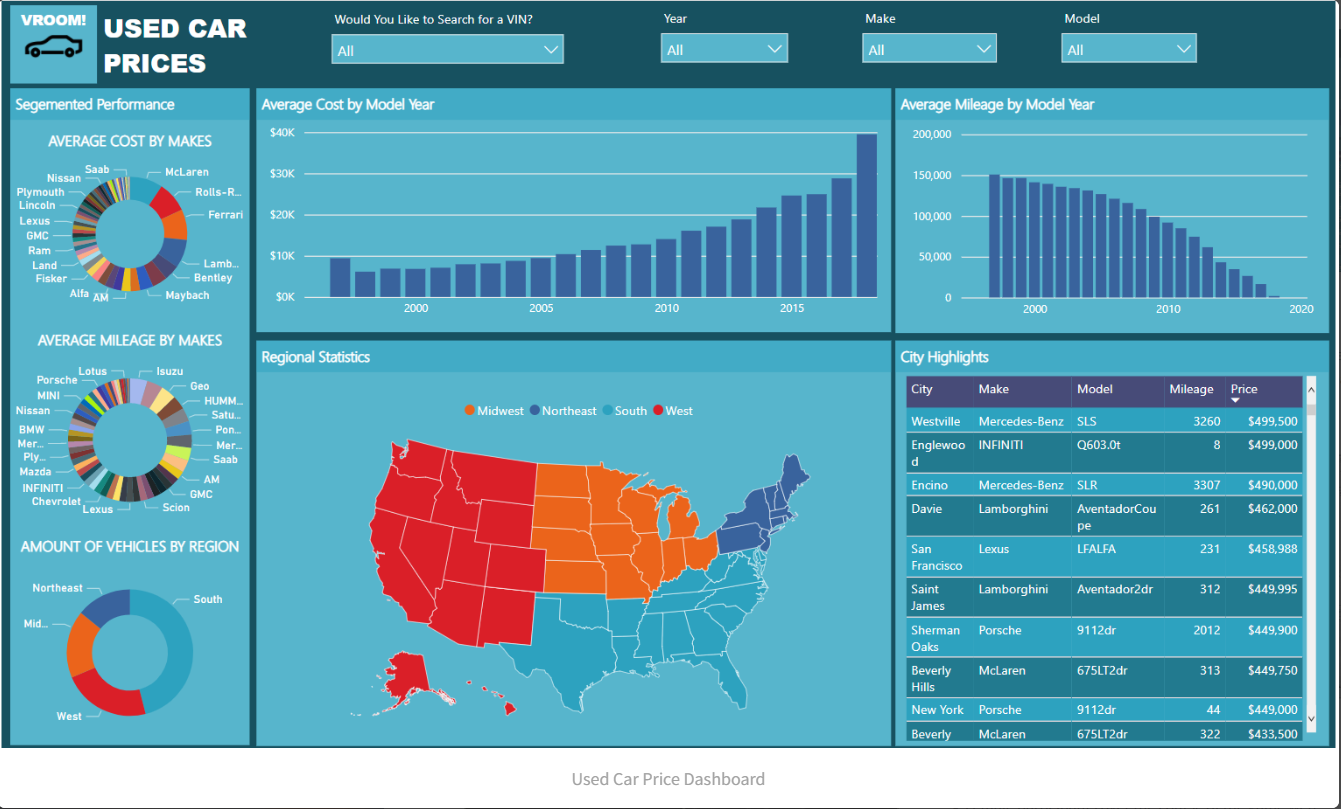 VROOM!
USED CAR
PRICES
Would You Like to Search for a VIN?
All
Year
All
Make
All
Model
All
Segemented Performance
AVERAGE COST BY MAKES
Saab
McLaren
Nissan
Rolls-R...
Plymouth
Lincoln
Ferrari
Lexus
GMC
Ram
Lamb...
Land
Bentley
Fisker
Alfa
AM
Maybach
AVERAGE MILEAGE BY MAKES
Lotus
Isuzu
Porsche
Geo
MINI
HUMM...
Nissan
Satu...
BMW
Pon...
Mer...
Mer...
Ply...
Saab
Mazda
AM
INFINITI
GMC
Chevrolet
Lexus
Scion
AMOUNT OF VEHICLES BY REGION
Northeast
South
Mid...
West
Average Cost by Model Year
$40K
$30K
$20K
$10K
$0K
2000
2005
2010
2015
Average Mileage by Model Year
200,000
150,000
100,000
50,000
0
2000
2010
2020
Regional Statistics
Midwest Northeast South West
City Highlights
City Make Model Mileage Price
Westville Mercedes-Benz SLS 3260 $499,500
Englewoo INFINITI Q603.0t 8 $499,000
d
Encino Mercedes-Benz SLR 3307 $490,000
Davie Lamborghini AventadorCou 261 $462,000
pe
San Lexus LFALFA 231 $458,988
Francisco
Saint Lamborghini Aventador2dr 312 $449,995
James
Sherman Porsche 9112dr 2012 $449,900
Oaks
Beverly McLaren 675LT2dr 313 $449,750
Hills
New York Porsche 9112dr 44 $449,000
Beverly McLaren 675LT2dr 322 $433,500
Used Car Price Dashboard